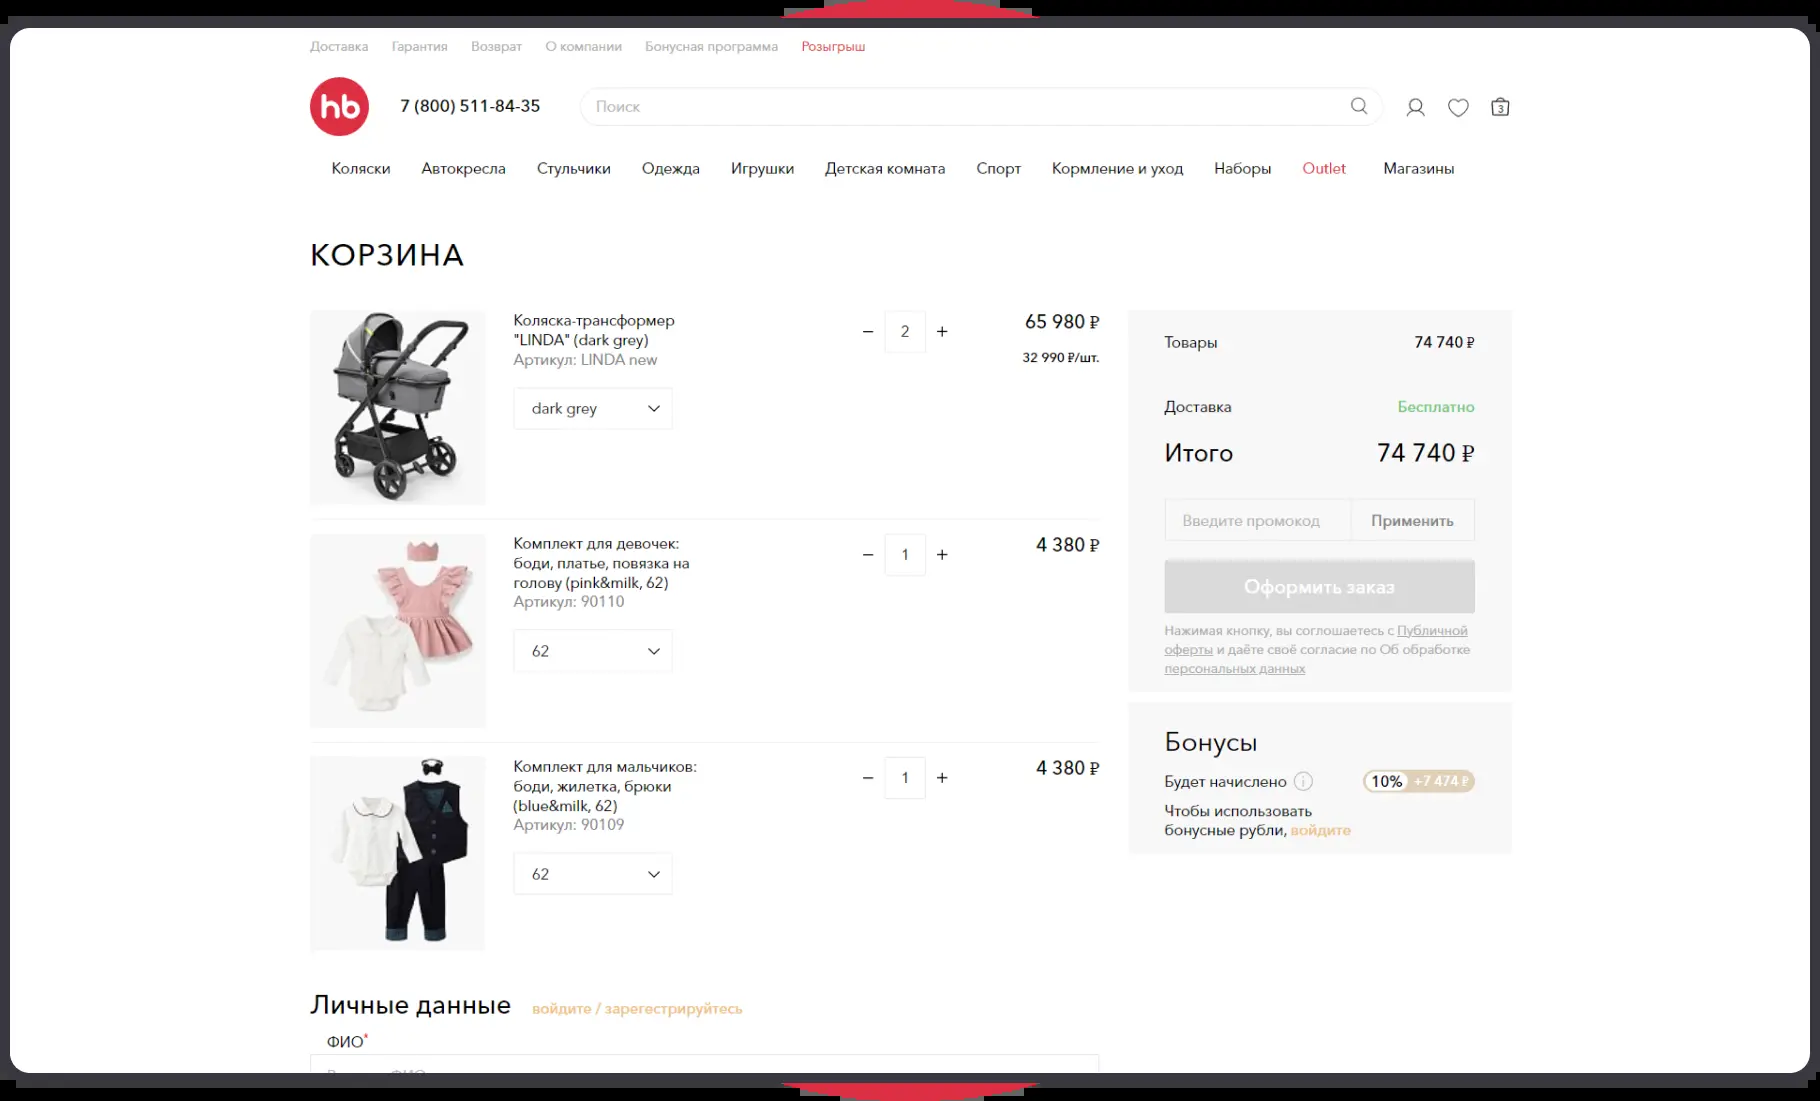 Доставка Гарантия Возврат О компании Бонусная программа Розыгрыш
hb 7 (800) 511-84-35 Поиск 3
Коляски Автокресла Стульчики Одежда Игрушки Детская комната Спорт Кормление и уход Наборы Outlet Магазины
КОРЗИНА
Коляска-трансформер
"LINDA" (dark grey)
Артикул: LINDA new
dark grey
− 2 +
65 980 ₽
32 990 ₽/шт.
Комплект для девочек:
боди, платье, повязка на
голову (pink&milk, 62)
Артикул: 90110
62
− 1 +
4 380 ₽
Комплект для мальчиков:
боди, жилетка, брюки
(blue&milk, 62)
Артикул: 90109
62
− 1 +
4 380 ₽
Товары 74 740 ₽
Доставка Бесплатно
Итого 74 740 ₽
Введите промокод Применить
Оформить заказ
Нажимая кнопку, вы соглошаетесь с Публичной
оферты и даёте своё согласие по Об обработке
персональных данных
Бонусы
Будет начислено i 10% +7 474 ₽
Чтобы использовать
бонусные рубли, войдите
Личные данные войдите / зарегестрируйтесь
ФИО*